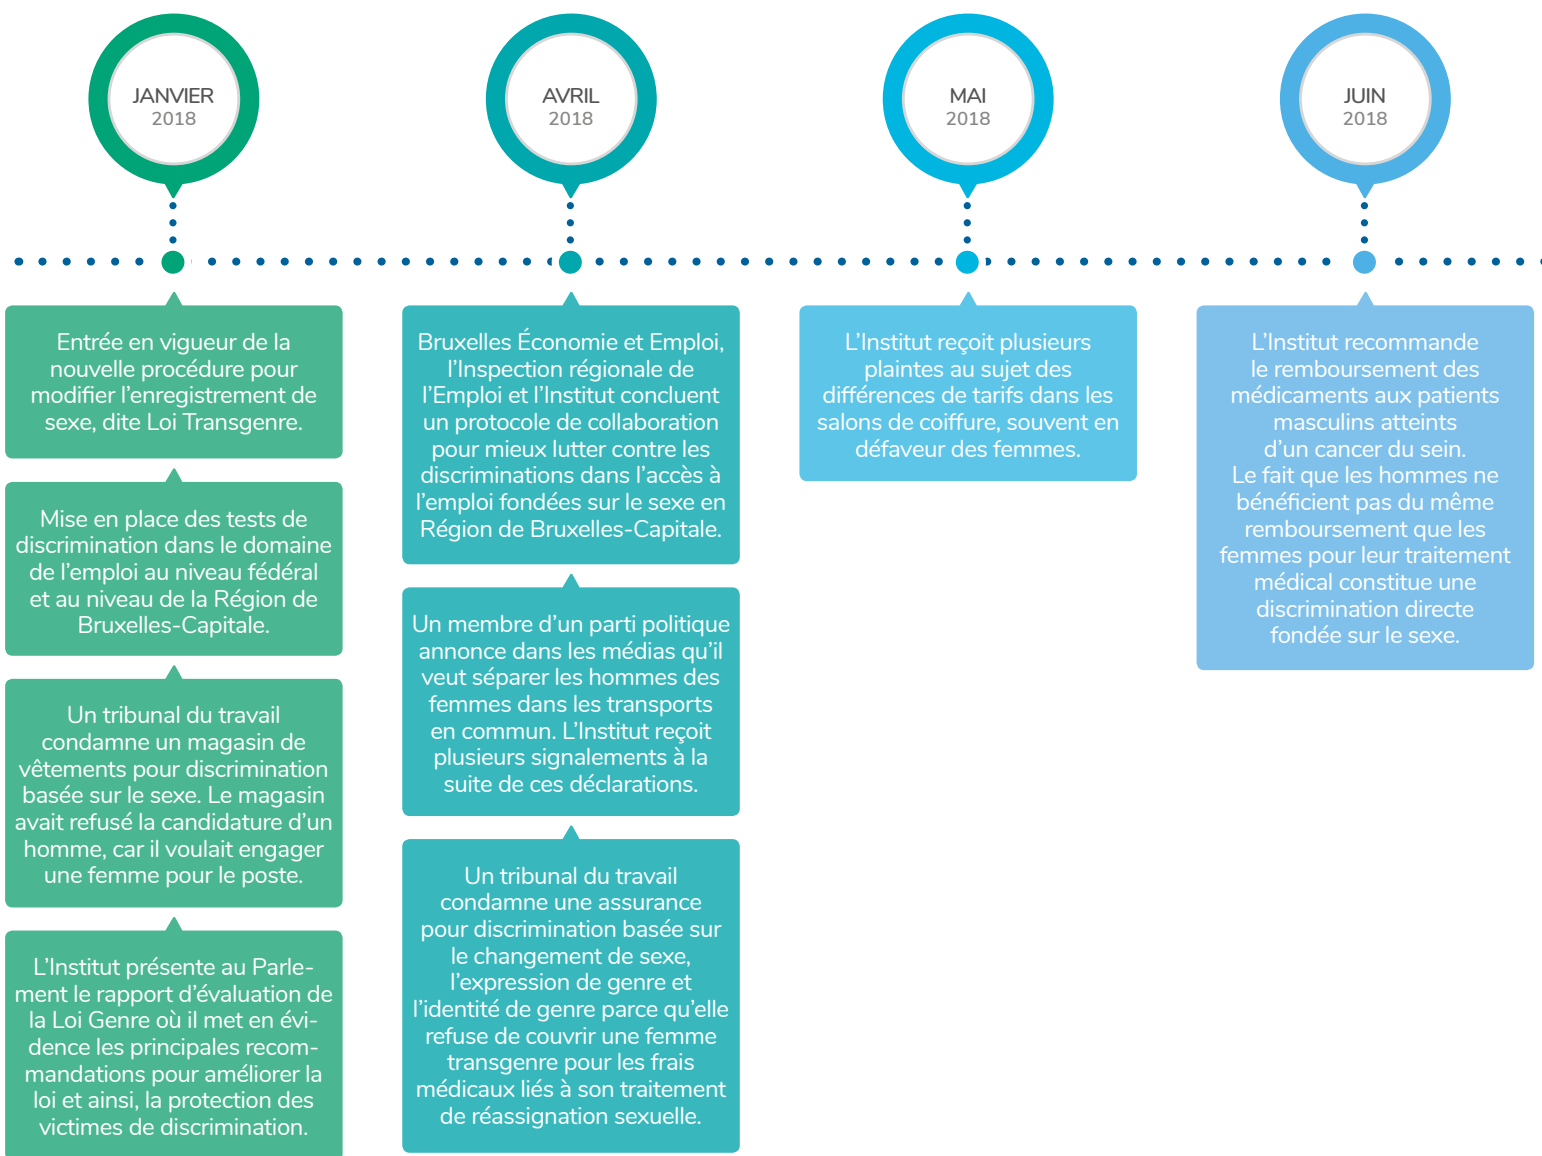 JANVIER
2018
Entrée en vigueur de la
nouvelle procédure pour
modifier l'enregistrement de
sexe, dite Loi Transgenre.
Mise en place des tests de
discrimination dans le domaine
de l'emploi au niveau fédéral
et au niveau de la Région de
Bruxelles-Capitale.
Un tribunal du travail
condamne un magasin de
vêtements pour discrimination
basée sur le sexe. Le magasin
avait refusé la candidature d'un
homme, car il voulait engager
une femme pour le poste.
L'Institut présente au Parle-
ment le rapport d'évaluation de
la Loi Genre où il met en évi-
dence les principales recom-
mandations pour améliorer la
loi et ainsi, la protection des
victimes de discrimination.
AVRIL
2018
Bruxelles Économie et Emploi,
l'Inspection régionale de
l'Emploi et l'Institut concluent
un protocole de collaboration
pour mieux lutter contre les
discriminations dans l'accès à
l'emploi fondées sur le sexe en
Région de Bruxelles-Capitale.
Un membre d'un parti politique
annonce dans les médias qu'il
veut séparer les hommes des
femmes dans les transports
en commun. L'Institut reçoit
plusieurs signalements à la
suite de ces déclarations.
Un tribunal du travail
condamne une assurance
pour discrimination basée sur
le changement de sexe,
l'expression de genre et
l'identité de genre parce qu'elle
refuse de couvrir une femme
transgenre pour les frais
médicaux liés à son traitement
de réassignation sexuelle.
MAI
2018
L'Institut reçoit plusieurs
plaintes au sujet des
différences de tarifs dans les
salons de coiffure, souvent en
défaveur des femmes.
JUIN
2018
L'Institut recommande
le remboursement des
médicaments aux patients
masculins atteints
d'un cancer du sein.
Le fait que les hommes ne
bénéficient pas du même
remboursement que les
femmes pour leur traitement
médical constitue une
discrimination directe
fondée sur le sexe.